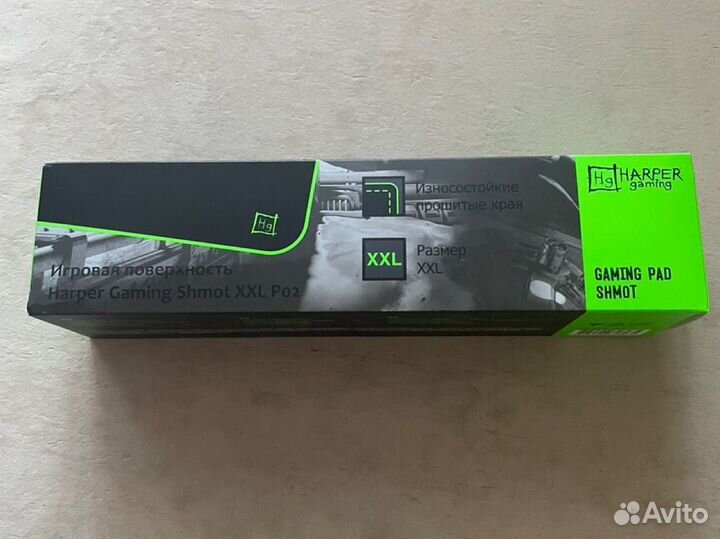 Hg
Игровая поверхность
Harper Gaming Shmot XXL P02
Износостойкие
прошитые края
XXL
Размер
XXL
Hg HARPER
gaming
GAMING PAD
SHMOT
Avito